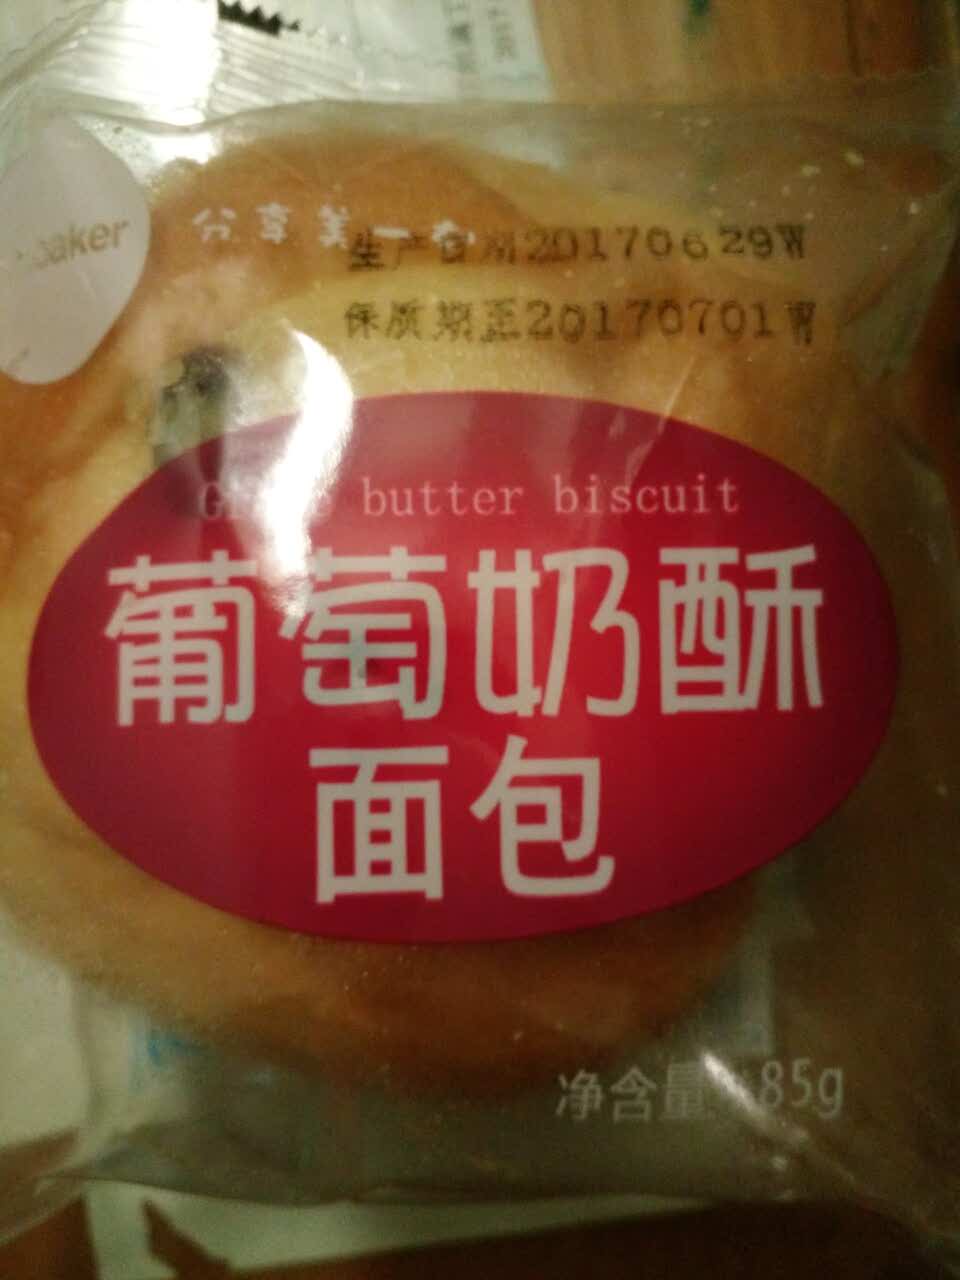 分享美一
生产日期20170629W
保质期至20170701W
butter biscuit
葡萄奶酥
面包
净含量 85g